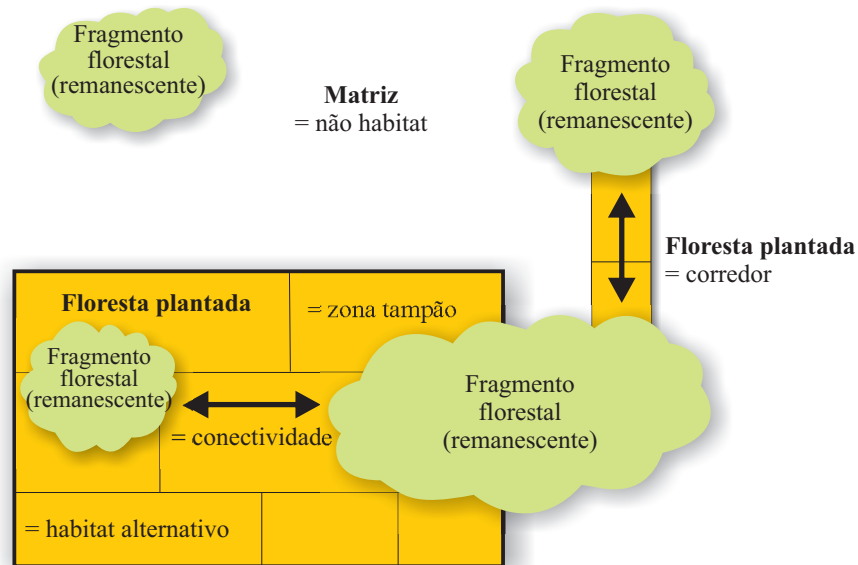 Fragmento
florestal
(remanescente)
Matriz
= não habitat
Fragmento
florestal
(remanescente)
Floresta plantada
= corredor
Floresta plantada
= zona tampão
Fragmento
florestal
(remanescente)
= conectividade
Fragmento
florestal
(remanescente)
= habitat alternativo